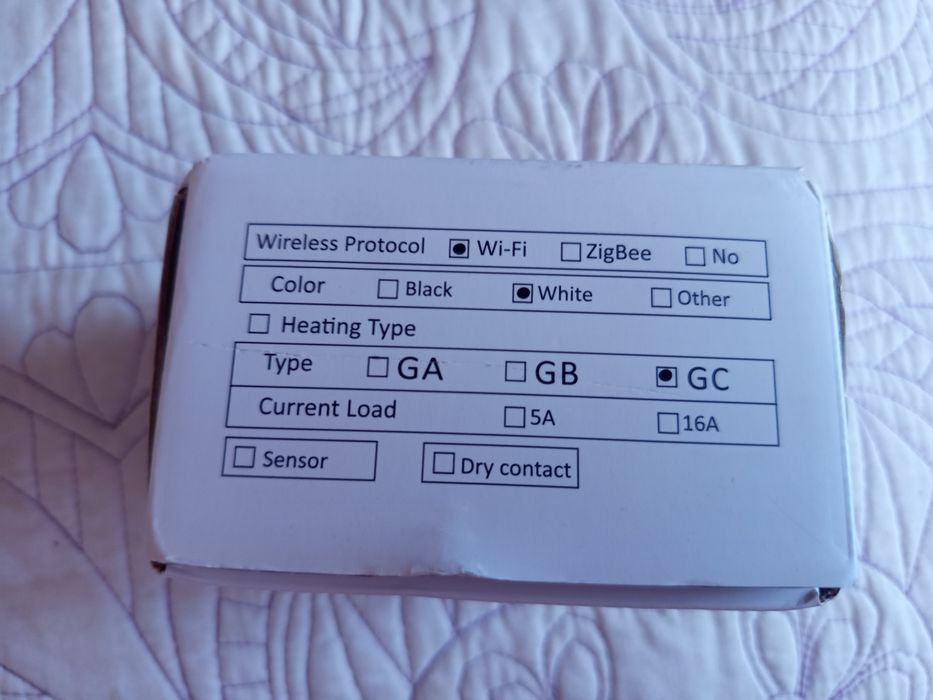 Wireless Protocol Wi-Fi ZigBee No
Color Black White Other
Heating Type
Type GA GB GC
Current Load 5A 16A
Sensor Dry contact